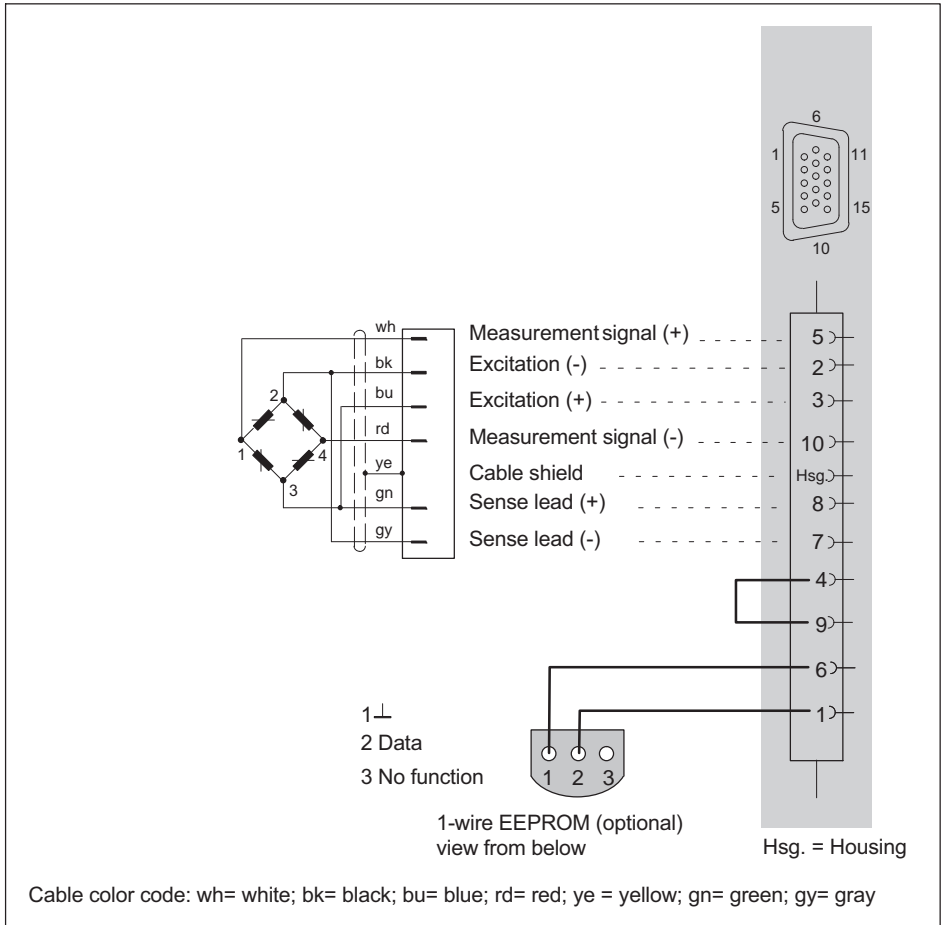 6
1 11
5 15
10
wh Measurement signal (+) 5
bk Excitation (-) 2
bu Excitation (+) 3
2
rd Measurement signal (-) 10
1 4
ye Cable shield Hsg.
3
gn Sense lead (+) 8
gy Sense lead (-) 7
4
9
6
1
1
2 Data
3 No function
1 2 3
1-wire EEPROM (optional)
view from below
Hsg. = Housing
Cable color code: wh= white; bk= black; bu= blue; rd= red; ye = yellow; gn= green; gy= gray